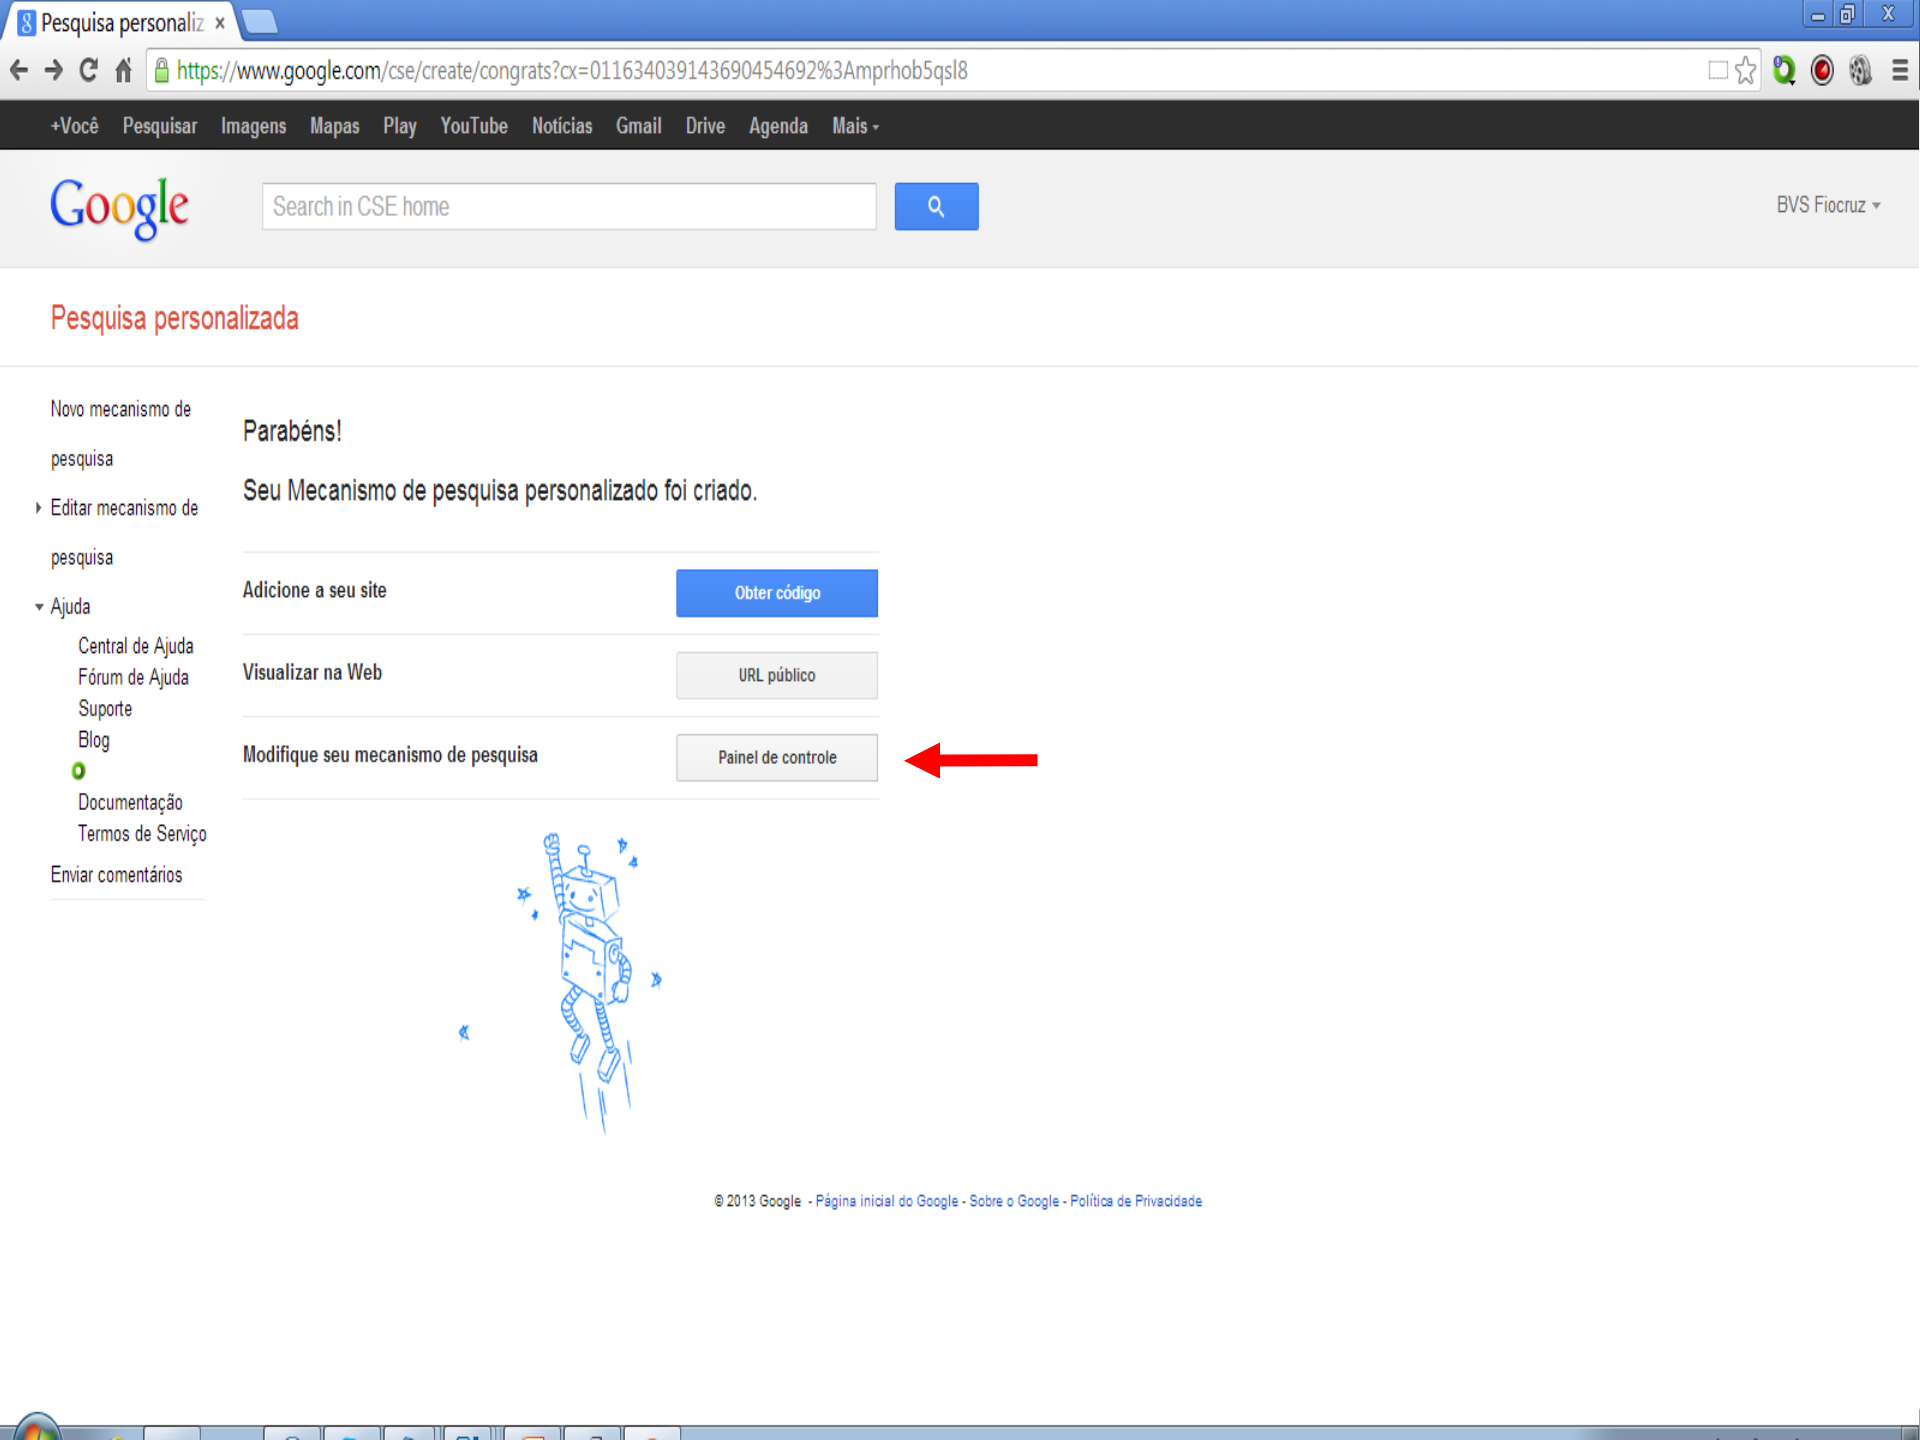 Pesquisa personaliz
https://www.google.com/cse/create/congrats?cx=011634039143690454692%3Amprhob5qsl8
+Você Pesquisar Imagens Mapas Play YouTube Notícias Gmail Drive Agenda Mais
Google
Search in CSE home
BVS Fiocruz
Pesquisa personalizada
Novo mecanismo de
pesquisa
Editar mecanismo de
pesquisa
Ajuda
Central de Ajuda
Fórum de Ajuda
Suporte
Blog
Documentação
Termos de Serviço
Enviar comentários
Parabéns!
Seu Mecanismo de pesquisa personalizado foi criado.
Adicione a seu site
Obter código
Visualizar na Web
URL público
Modifique seu mecanismo de pesquisa
Painel de controle
© 2013 Google - Página inicial do Google - Sobre o Google - Política de Privacidade